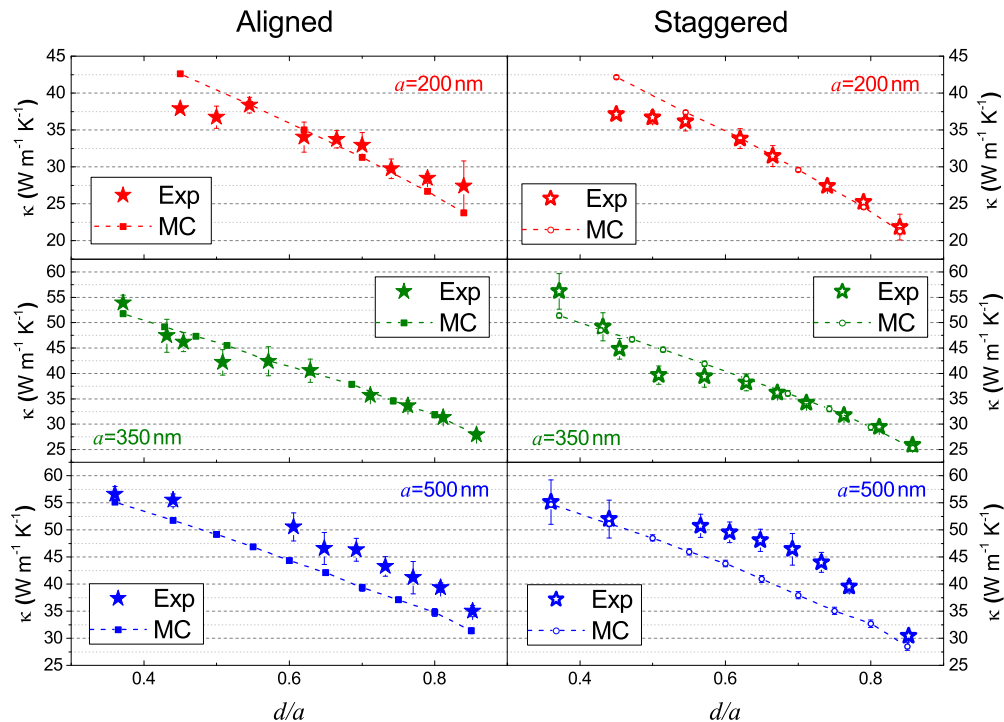 Aligned
Staggered
κ (W m⁻¹ K⁻¹)
45
40
35
30
25
20
a=200 nm
Exp
MC
a=200 nm
Exp
MC
45
40
35
30
25
20
κ (W m⁻¹ K⁻¹)
κ (W m⁻¹ K⁻¹)
60
55
50
45
40
35
30
25
Exp
MC
a=350 nm
Exp
MC
a=350 nm
60
55
50
45
40
35
30
25
κ (W m⁻¹ K⁻¹)
κ (W m⁻¹ K⁻¹)
60
55
50
45
40
35
30
25
a=500 nm
Exp
MC
a=500 nm
Exp
MC
60
55
50
45
40
35
30
25
κ (W m⁻¹ K⁻¹)
0.4 0.6 0.8
0.4 0.6 0.8
d/a
d/a